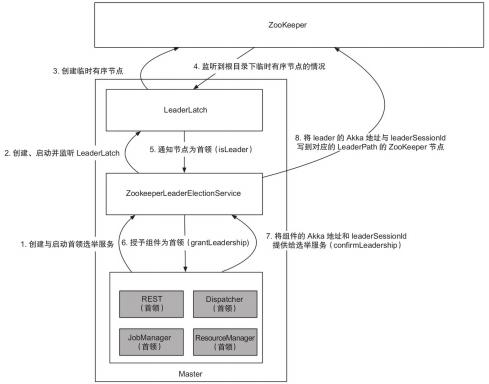 ZooKeeper
3. 创建临时有序节点
4. 监听到根目录下临时有序节点的情况
LeaderLatch
2. 创建、启动并监听 LeaderLatch
5. 通知节点为首领 (isLeader)
8. 将 leader 的 Akka 地址与 leaderSessionId
写到对应的 LeaderPath 的 ZooKeeper 节点
ZookeeperLeaderElectionService
1. 创建与启动首领选举服务
6. 授予组件为首领 (grantLeadership)
7. 将组件的 Akka 地址和 leaderSessionId
提供给选举服务 (confirmLeadership)
REST
(首领)
Dispatcher
(首领)
JobManager
(首领)
ResourceManager
(首领)
Master